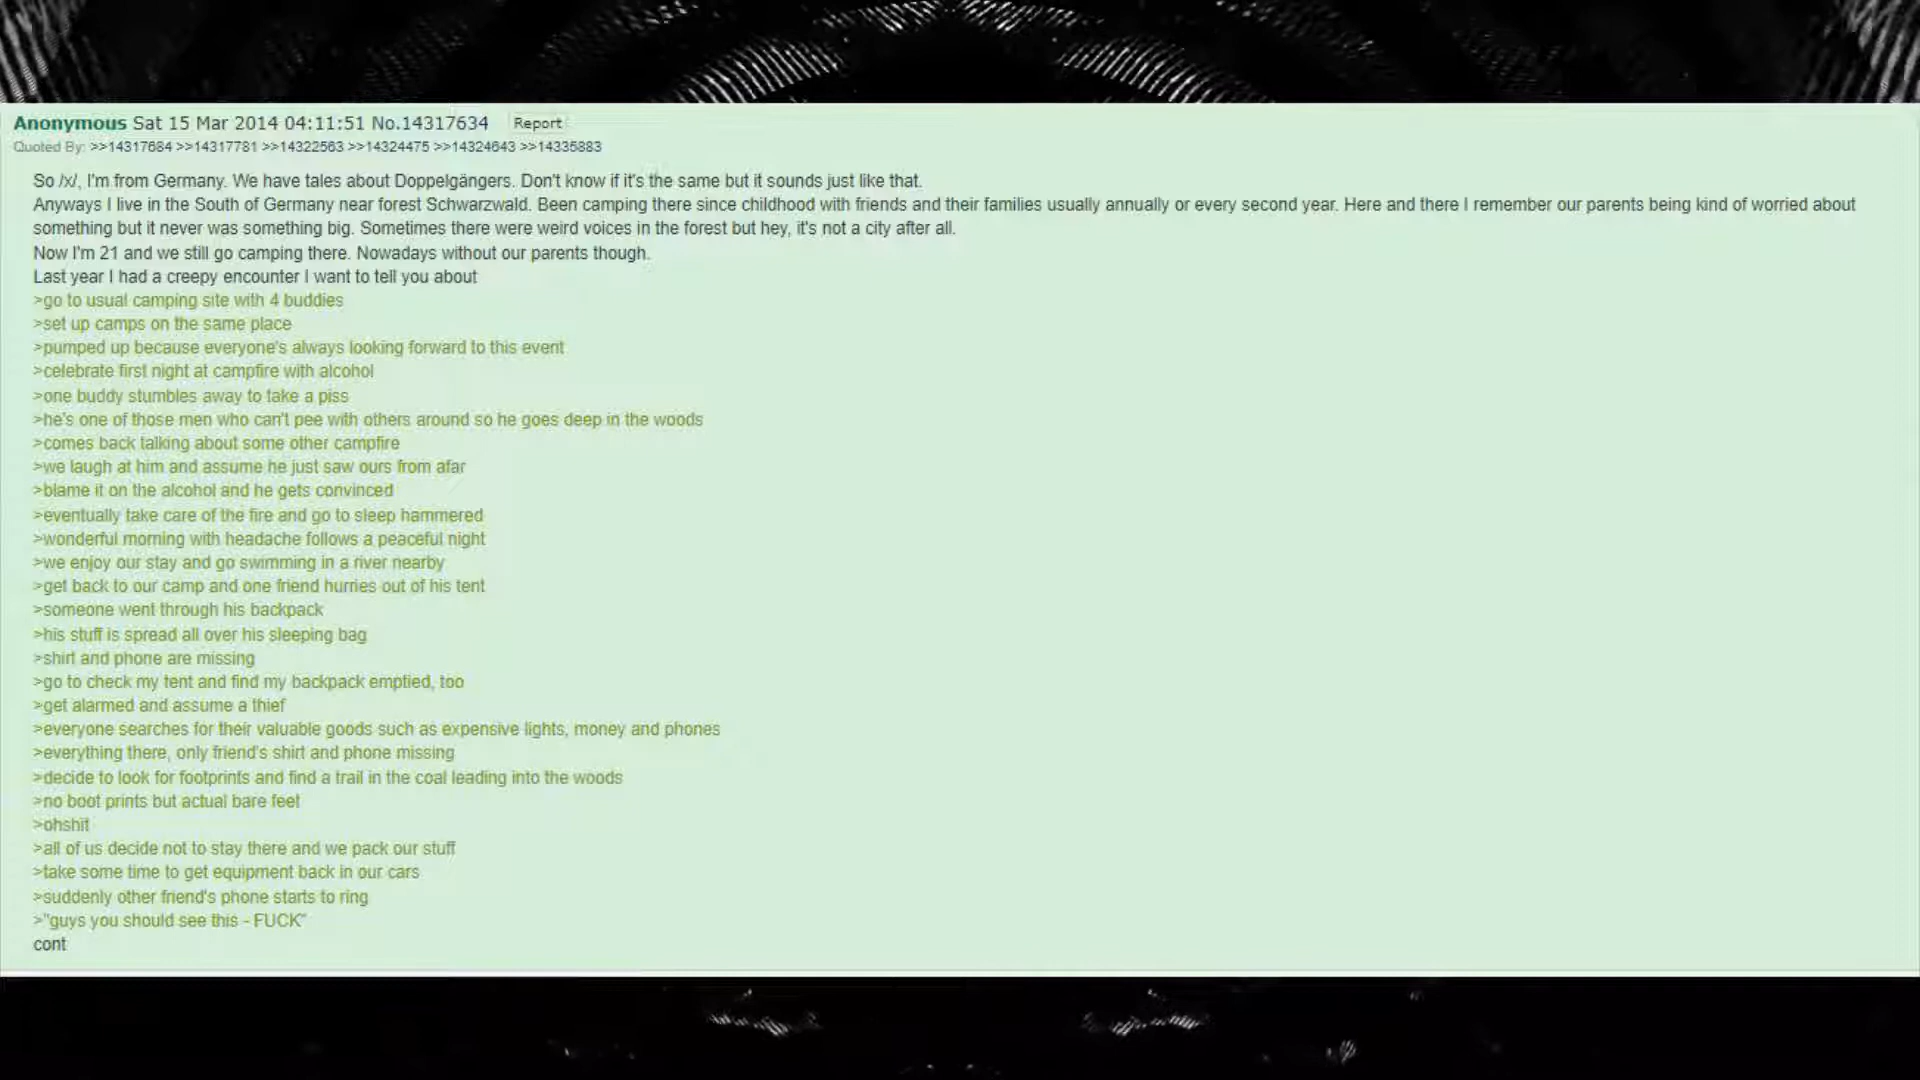 Anonymous Sat 15 Mar 2014 04:11:51 No.14317634 Report
Quoted By: >>14317684 >>14317781 >>14322563 >>14324475 >>14324643 >>14335883
So /x/, I'm from Germany. We have tales about Doppelgängers. Don't know if it's the same but it sounds just like that.
Anyways I live in the South of Germany near forest Schwarzwald. Been camping there since childhood with friends and their families usually annually or every second year. Here and there I remember our parents being kind of worried about
something but it never was something big. Sometimes there were weird voices in the forest but hey, it's not a city after all.
Now I'm 21 and we still go camping there. Nowadays without our parents though.
Last year I had a creepy encounter I want to tell you about
>go to usual camping site with 4 buddies
>set up camps on the same place
>pumped up because everyone's always looking forward to this event
>celebrate first night at campfire with alcohol
>one buddy stumbles away to take a piss
>he's one of those men who can't pee with others around so he goes deep in the woods
>comes back talking about some other campfire
>we laugh at him and assume he just saw ours from afar
>blame it on the alcohol and he gets convinced
>eventually take care of the fire and go to sleep hammered
>wonderful morning with headache follows a peaceful night
>we enjoy our stay and go swimming in a river nearby
>get back to our camp and one friend hurries out of his tent
>someone went through his backpack
>his stuff is spread all over his sleeping bag
>shirt and phone are missing
>go to check my tent and find my backpack emptied, too
>get alarmed and assume a thief
>everyone searches for their valuable goods such as expensive lights, money and phones
>everything there, only friend's shirt and phone missing
>decide to look for footprints and find a trail in the coal leading into the woods
>no boot prints but actual bare feet
>ohshit
>all of us decide not to stay there and we pack our stuff
>take some time to get equipment back in our cars
>suddenly other friend's phone starts to ring
>"guys you should see this - FUCK"
cont